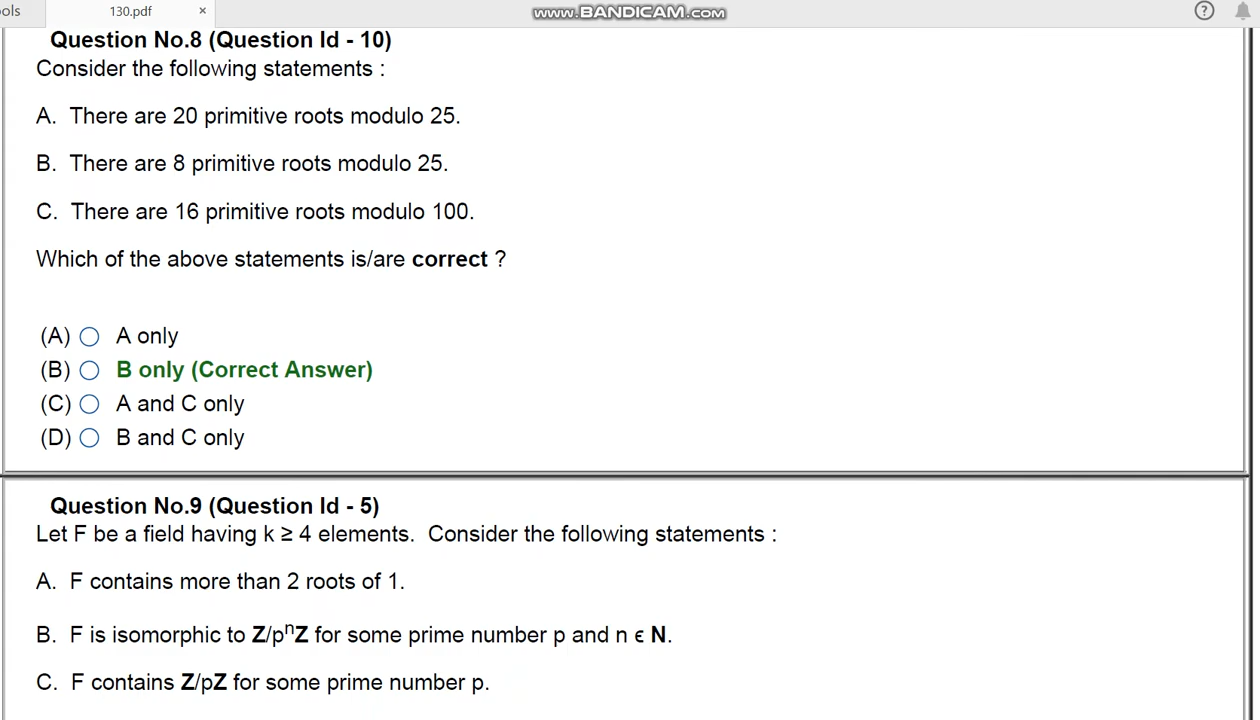 ools
130.pdf
×
www.BANDICAM.com
?
Question No.8 (Question Id - 10)
Consider the following statements :
A. There are 20 primitive roots modulo 25.
B. There are 8 primitive roots modulo 25.
C. There are 16 primitive roots modulo 100.
Which of the above statements is/are correct ?
(A) A only
(B) B only (Correct Answer)
(C) A and C only
(D) B and C only
Question No.9 (Question Id - 5)
Let F be a field having k ≥ 4 elements. Consider the following statements :
A. F contains more than 2 roots of 1.
B. F is isomorphic to Z/pⁿZ for some prime number p and n ϵ N.
C. F contains Z/pZ for some prime number p.